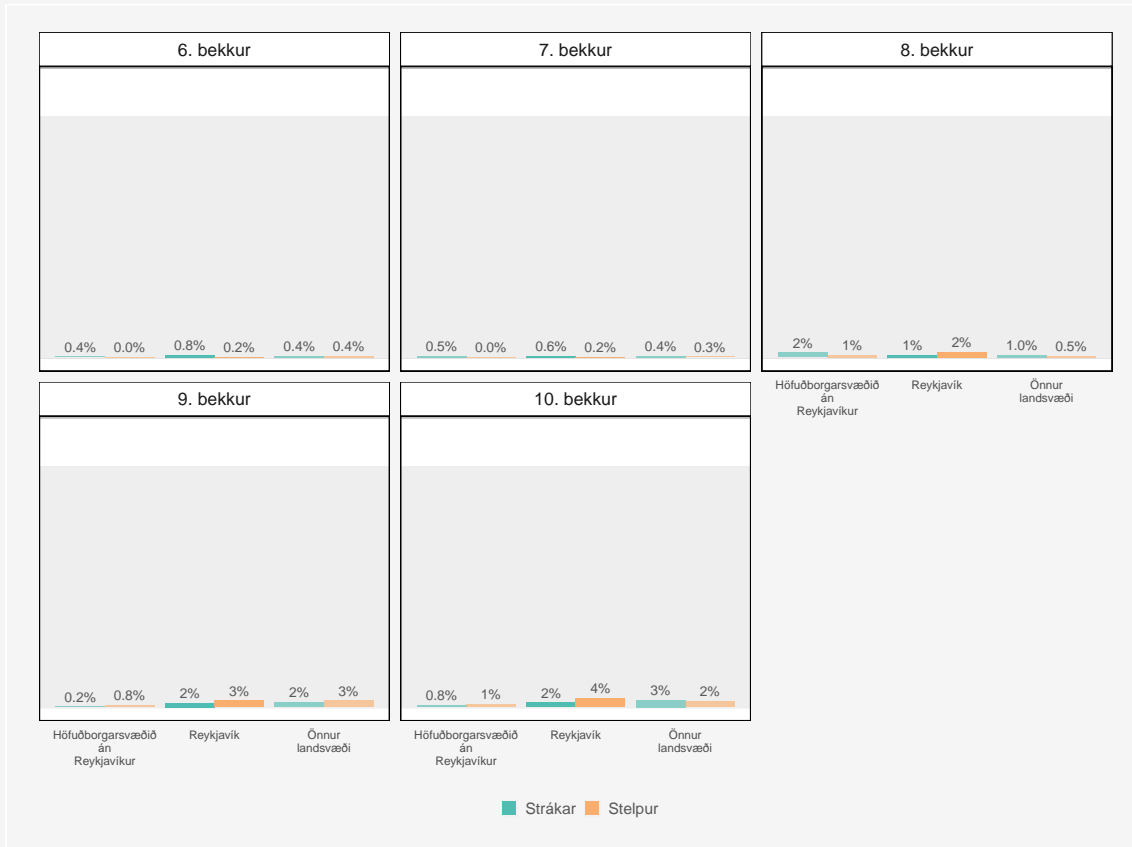 6. bekkur
7. bekkur
8. bekkur
0.4% 0.0% 0.8% 0.2% 0.4% 0.4%
0.5% 0.0% 0.6% 0.2% 0.4% 0.3%
2% 1% 1% 2% 1.0% 0.5%
Höfuðborgarsvæðið
án
Reykjavíkur
Reykjavík
Önnur
landsvæði
9. bekkur
10. bekkur
0.2% 0.8% 2% 3% 2% 3%
0.8% 1% 2% 4% 3% 2%
Höfuðborgarsvæðið
án
Reykjavíkur
Reykjavík
Önnur
landsvæði
Höfuðborgarsvæðið
án
Reykjavíkur
Reykjavík
Önnur
landsvæði
Strákar Stelpur